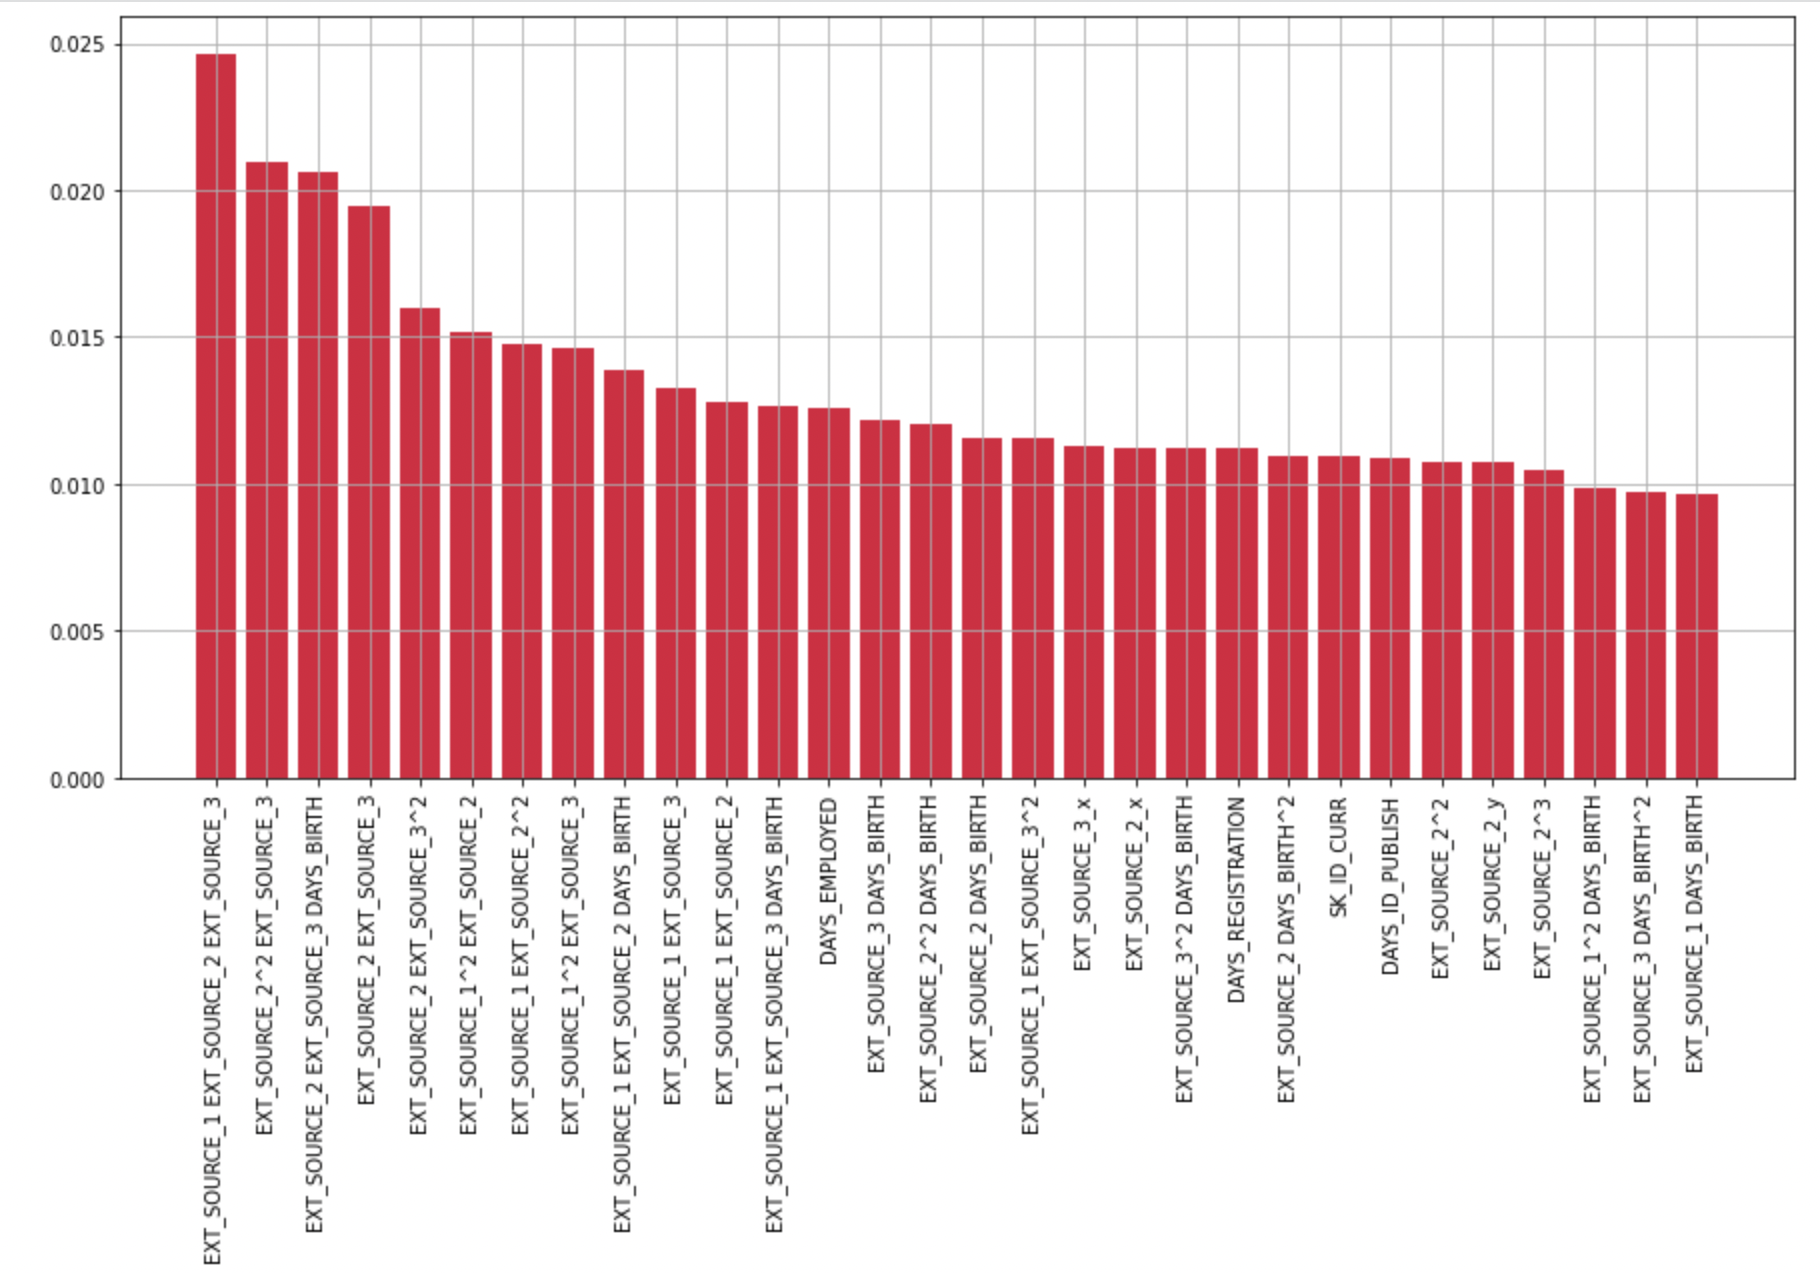 0.025
0.020
0.015
0.010
0.005
0.000
EXT_SOURCE_1 EXT_SOURCE_2 EXT_SOURCE_3
EXT_SOURCE_2^2 EXT_SOURCE_3
EXT_SOURCE_2 EXT_SOURCE_3 DAYS_BIRTH
EXT_SOURCE_2 EXT_SOURCE_3
EXT_SOURCE_2 EXT_SOURCE_3^2
EXT_SOURCE_1^2 EXT_SOURCE_2
EXT_SOURCE_1 EXT_SOURCE_2^2
EXT_SOURCE_1^2 EXT_SOURCE_3
EXT_SOURCE_1 EXT_SOURCE_2 DAYS_BIRTH
EXT_SOURCE_1 EXT_SOURCE_3
EXT_SOURCE_1 EXT_SOURCE_2
EXT_SOURCE_1 EXT_SOURCE_3 DAYS_BIRTH
DAYS_EMPLOYED
EXT_SOURCE_3 DAYS_BIRTH
EXT_SOURCE_2^2 DAYS_BIRTH
EXT_SOURCE_2 DAYS_BIRTH
EXT_SOURCE_1 EXT_SOURCE_3^2
EXT_SOURCE_3_x
EXT_SOURCE_2_x
EXT_SOURCE_3^2 DAYS_BIRTH
DAYS_REGISTRATION
EXT_SOURCE_2 DAYS_BIRTH^2
SK_ID_CURR
DAYS_ID_PUBLISH
EXT_SOURCE_2^2
EXT_SOURCE_2_y
EXT_SOURCE_2^3
EXT_SOURCE_1^2 DAYS_BIRTH
EXT_SOURCE_3 DAYS_BIRTH^2
EXT_SOURCE_1 DAYS_BIRTH